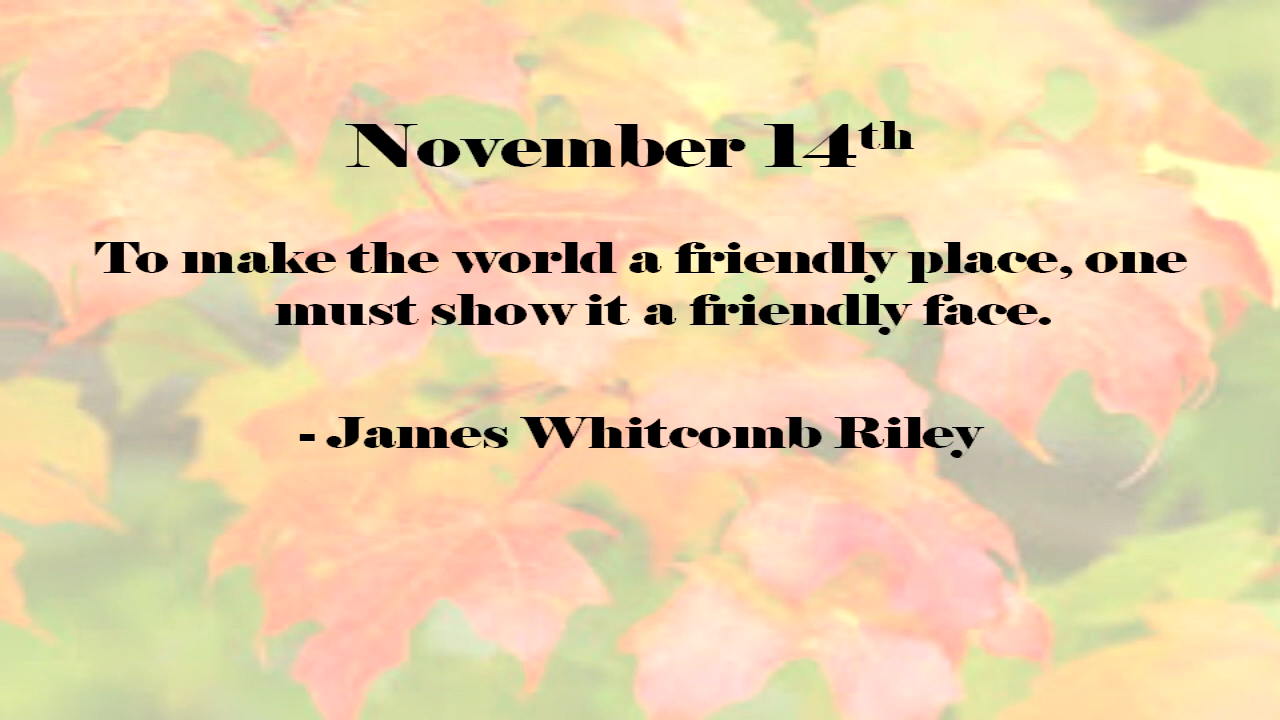 November 14th
To make the world a friendly place, one
must show it a friendly face.
- James Whitcomb Riley